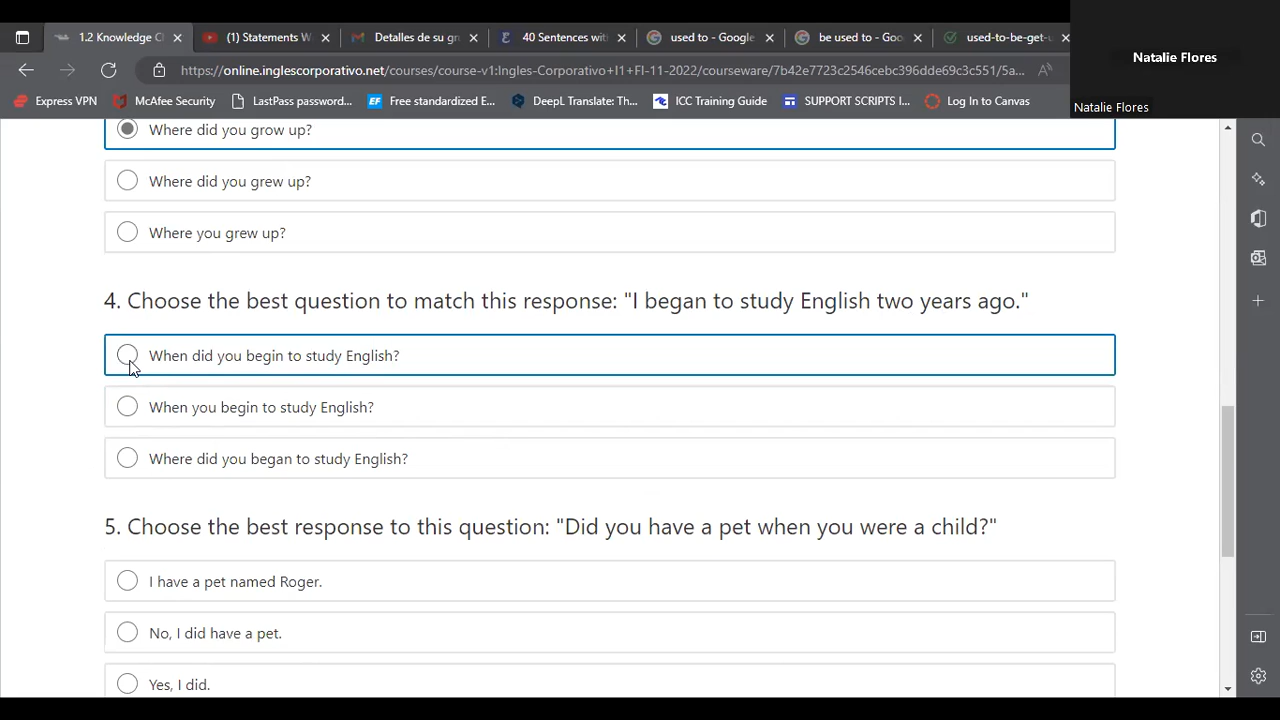 Natalie Flores
Natalie Flores
1.2 Knowledge C
(1) Statements W
Detalles de su gr
40 Sentences wit
used to - Google
be used to - Goo
used-to-be-get-u
https://online.inglescorporativo.net/courses/course-v1:Ingles-Corporativo+I1+FI-11-2022/courseware/7b42e7723c2546cebc396dde69c3c551/5a...
Express VPN
McAfee Security
LastPass password...
EF Free standardized E...
DeepL Translate: Th...
ICC Training Guide
SUPPORT SCRIPTS I...
Log In to Canvas
Where did you grow up?
Where did you grew up?
Where you grew up?
4. Choose the best question to match this response: "I began to study English two years ago."
When did you begin to study English?
When you begin to study English?
Where did you began to study English?
5. Choose the best response to this question: "Did you have a pet when you were a child?"
I have a pet named Roger.
No, I did have a pet.
Yes, I did.